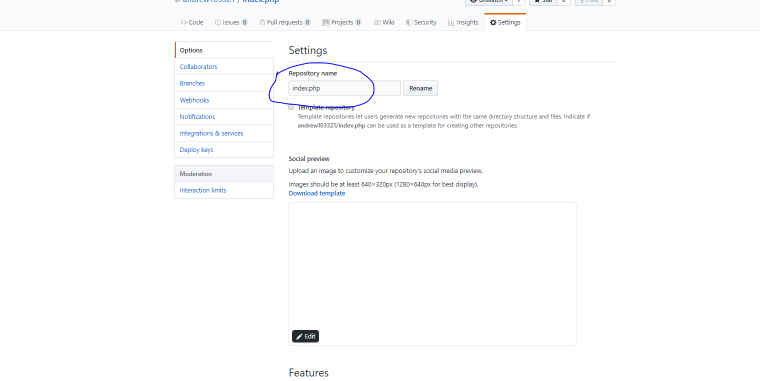 andrew103321 / index.php
Unwatch 1 Star 0 Fork 0
Code Issues 0 Pull requests 0 Projects 0 Wiki Security Insights Settings
Options
Collaborators
Branches
Webhooks
Notifications
Integrations & services
Deploy keys
Moderation
Interaction limits
Settings
Repository name
index.php Rename
Template repository
Template repositories let users generate new repositories with the same directory structure and files. Indicate if
andrew103321/index.php can be used as a template for creating other repositories.
Social preview
Upload an image to customize your repository's social media preview.
Images should be at least 640×320px (1280×640px for best display).
Download template
Edit
Features